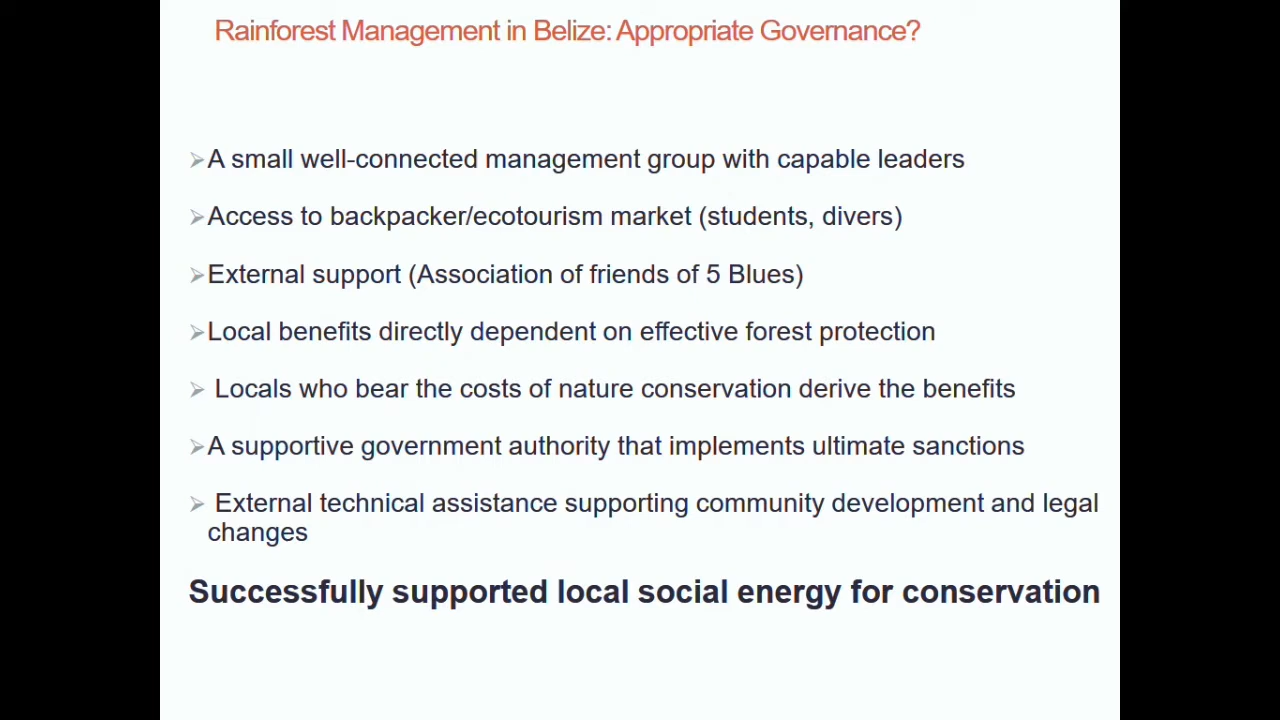 Rainforest Management in Belize: Appropriate Governance?
➢A small well-connected management group with capable leaders
➢Access to backpacker/ecotourism market (students, divers)
➢External support (Association of friends of 5 Blues)
➢Local benefits directly dependent on effective forest protection
➢ Locals who bear the costs of nature conservation derive the benefits
➢A supportive government authority that implements ultimate sanctions
➢ External technical assistance supporting community development and legal
changes
Successfully supported local social energy for conservation